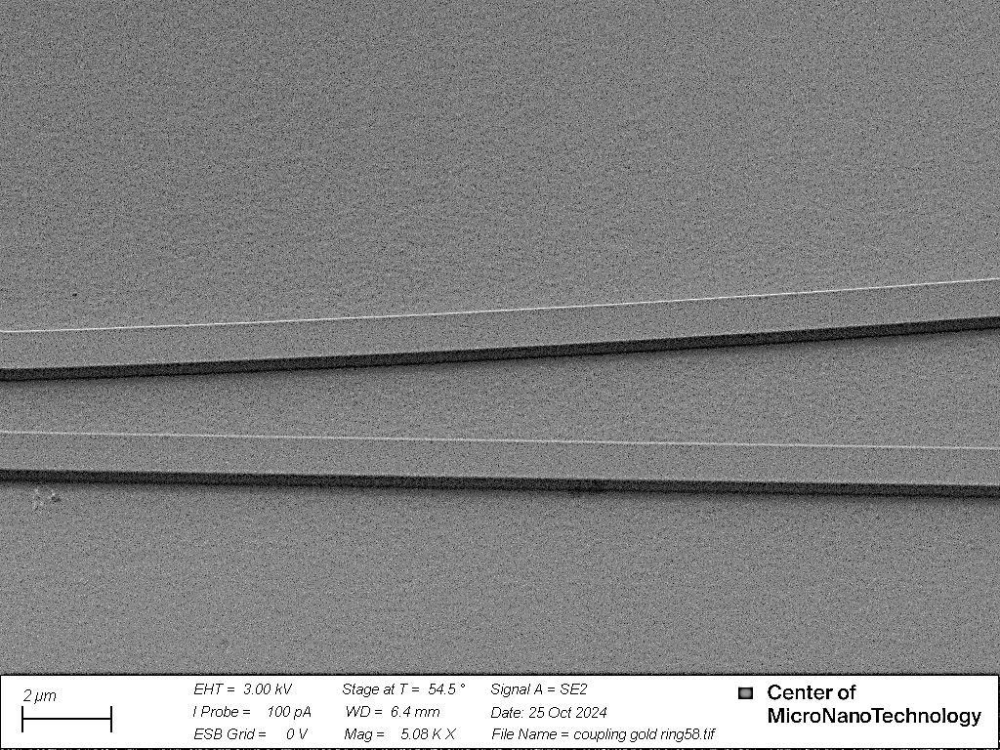 2 µm
EHT = 3.00 kV Stage at T = 54.5 ° Signal A = SE2
I Probe = 100 pA WD = 6.4 mm Date: 25 Oct 2024
ESB Grid = 0 V Mag = 5.08 K X File Name = coupling gold ring58.tif
Center of
MicroNanoTechnology